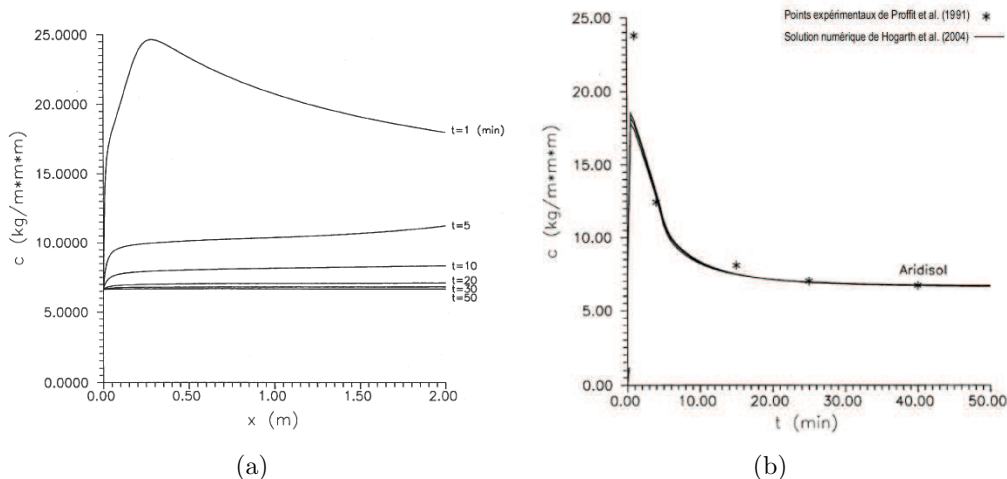 25.0000
20.0000
15.0000
10.0000
5.0000
0.0000
c (kg/m*m*m)
t=1 (min)
t=5
t=10
t=20
t=30
t=50
0.00 0.50 1.00 1.50 2.00
x (m)
(a)
Points expérimentaux de Proffit et al. (1991) *
Solution numérique de Hogarth et al. (2004)
25.00
20.00
15.00
10.00
5.00
0.00
c (kg/m*m*m)
Aridisol
0.00 10.00 20.00 30.00 40.00 50.00
t (min)
(b)